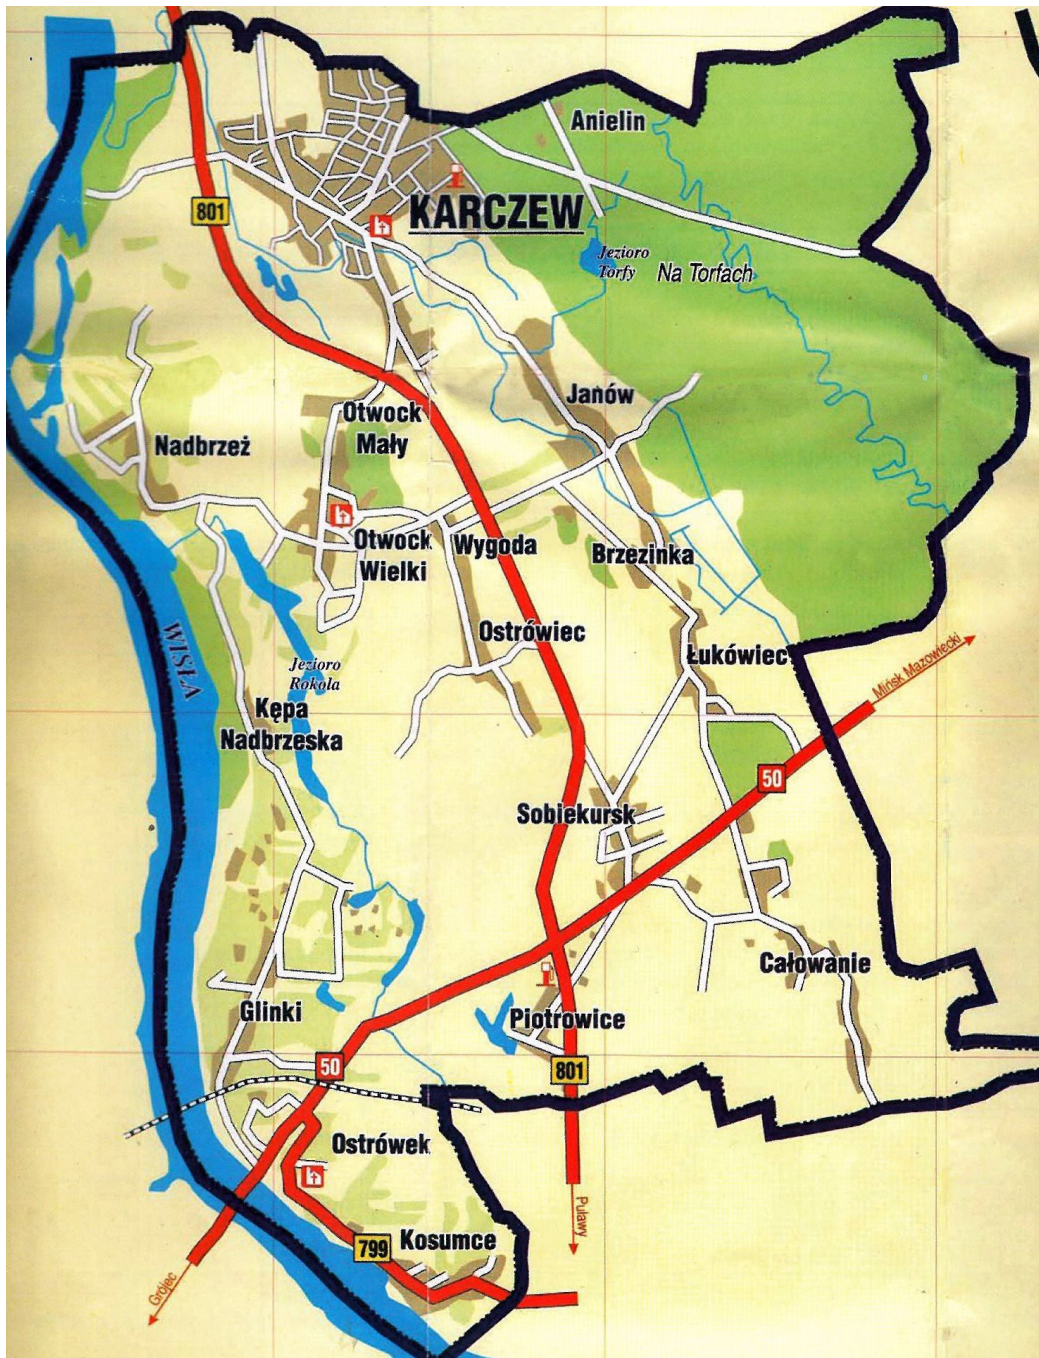 Anielin
801
KARCZEW
Jezioro
Torfy
Na Torfach
Janów
Otwock
Mały
Nadbrzeż
Otwock
Wielki
Wygoda
Brzezinka
Ostrówiec
WISŁA
Łukówiec
Mińsk Mazowiecki
Jezioro
Rokola
Kępa
Nadbrzeska
50
Sobiekursk
Całowanie
Glinki
Piotrowice
50
801
Ostrówek
Puławy
799
Kosumce
Grójec